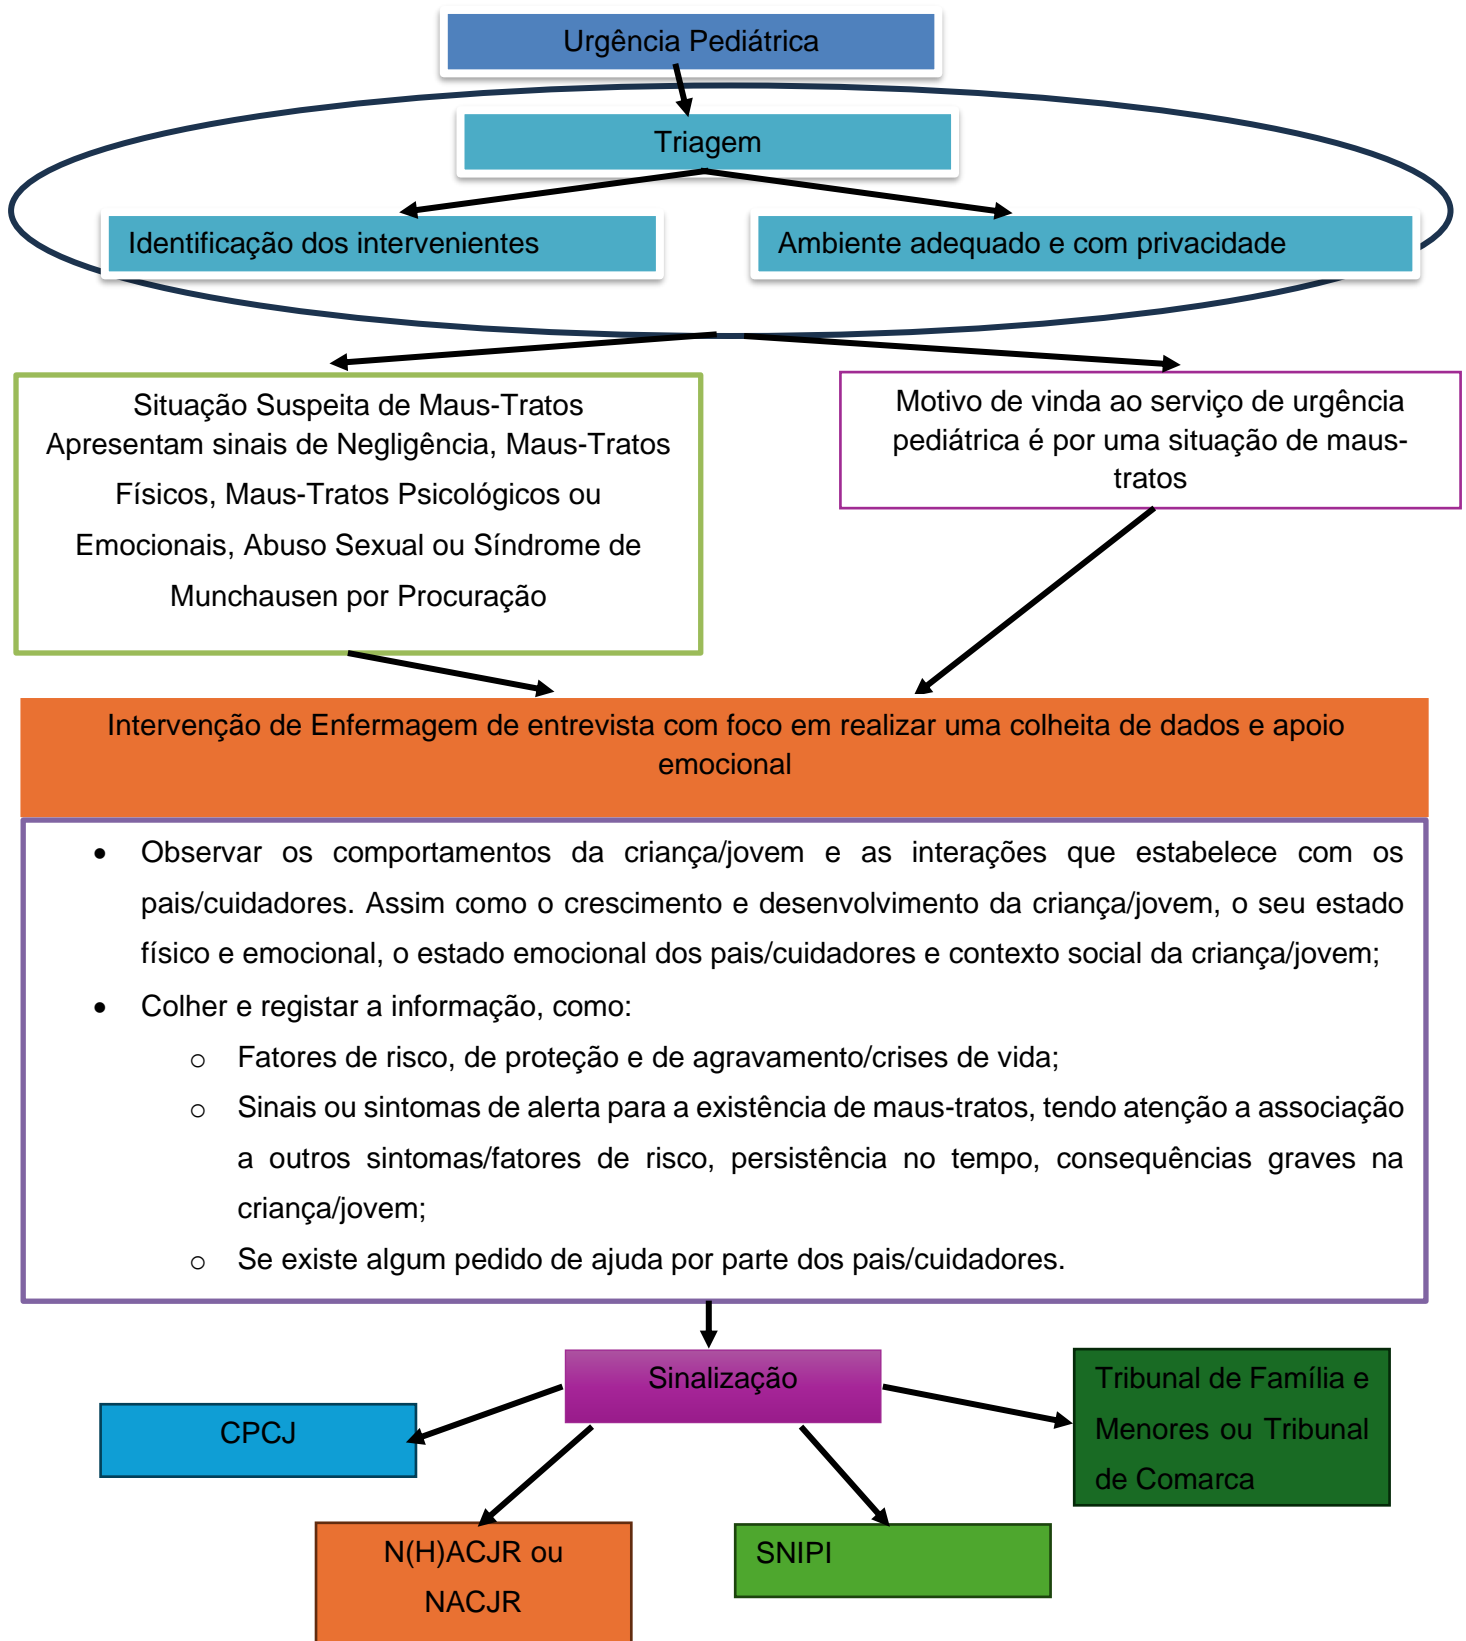 Urgência Pediátrica
Triagem
Identificação dos intervenientes
Ambiente adequado e com privacidade
Situação Suspeita de Maus-Tratos
Apresentam sinais de Negligência, Maus-Tratos
Físicos, Maus-Tratos Psicológicos ou
Emocionais, Abuso Sexual ou Síndrome de
Munchausen por Procuração
Motivo de vinda ao serviço de urgência
pediátrica é por uma situação de maus-
tratos
Intervenção de Enfermagem de entrevista com foco em realizar uma colheita de dados e apoio
emocional
• Observar os comportamentos da criança/jovem e as interações que estabelece com os
pais/cuidadores. Assim como o crescimento e desenvolvimento da criança/jovem, o seu estado
físico e emocional, o estado emocional dos pais/cuidadores e contexto social da criança/jovem;
• Colher e registar a informação, como:
o Fatores de risco, de proteção e de agravamento/crises de vida;
o Sinais ou sintomas de alerta para a existência de maus-tratos, tendo atenção a associação
a outros sintomas/fatores de risco, persistência no tempo, consequências graves na
criança/jovem;
o Se existe algum pedido de ajuda por parte dos pais/cuidadores.
Sinalização
CPCJ
Tribunal de Família e
Menores ou Tribunal
de Comarca
N(H)ACJR ou
NACJR
SNIPI